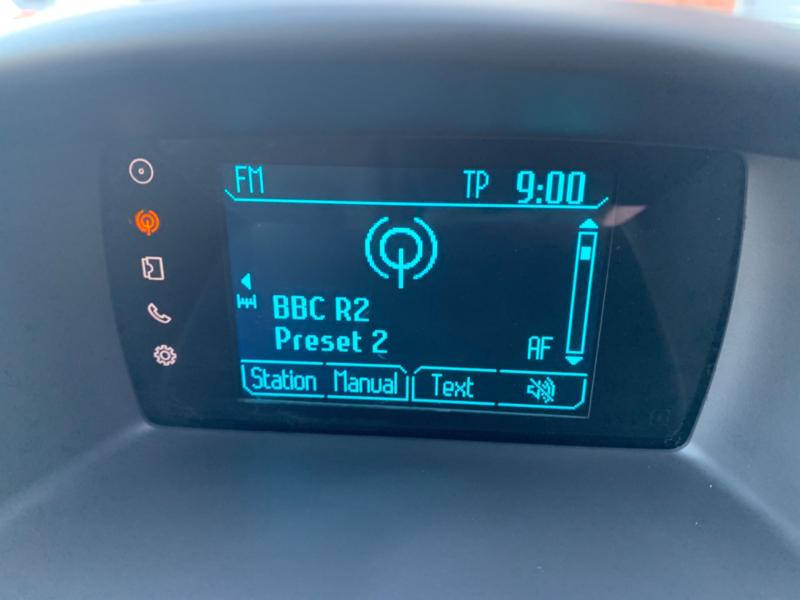 FM TP 9:00
BBC R2
Preset 2 AF
Station Manual Text